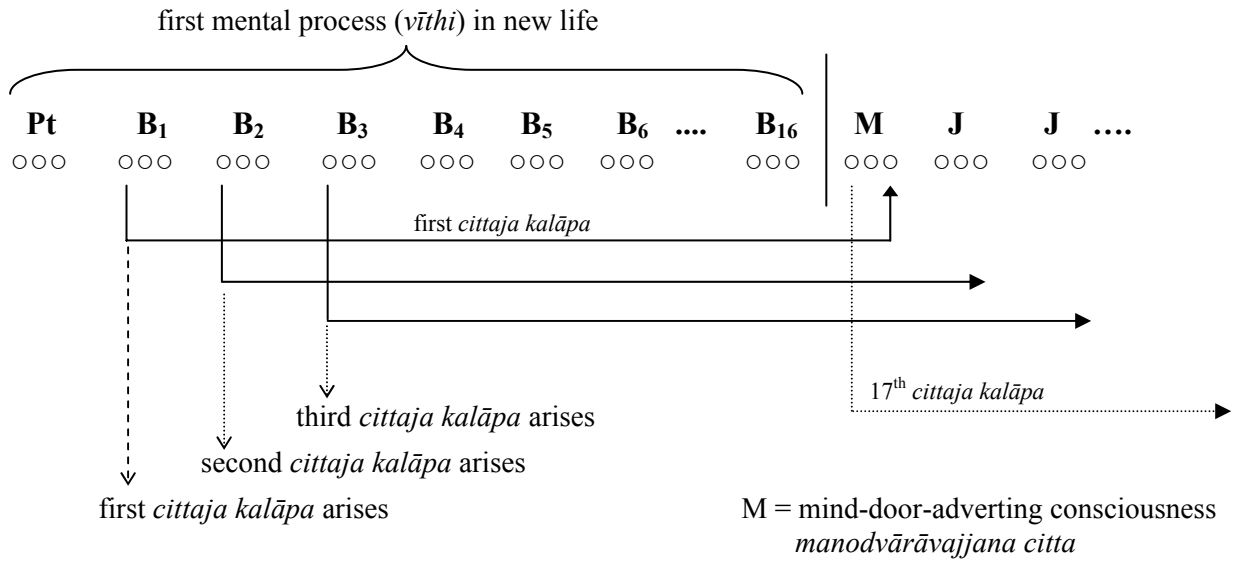 first mental process (vīthi) in new life
Pt B₁ B₂ B₃ B₄ B₅ B₆ .... B₁₆ M J J ....
first cittaja kalāpa
17ᵗʰ cittaja kalāpa
third cittaja kalāpa arises
second cittaja kalāpa arises
first cittaja kalāpa arises
M = mind-door-adverting consciousness
manodvārāvajjana citta